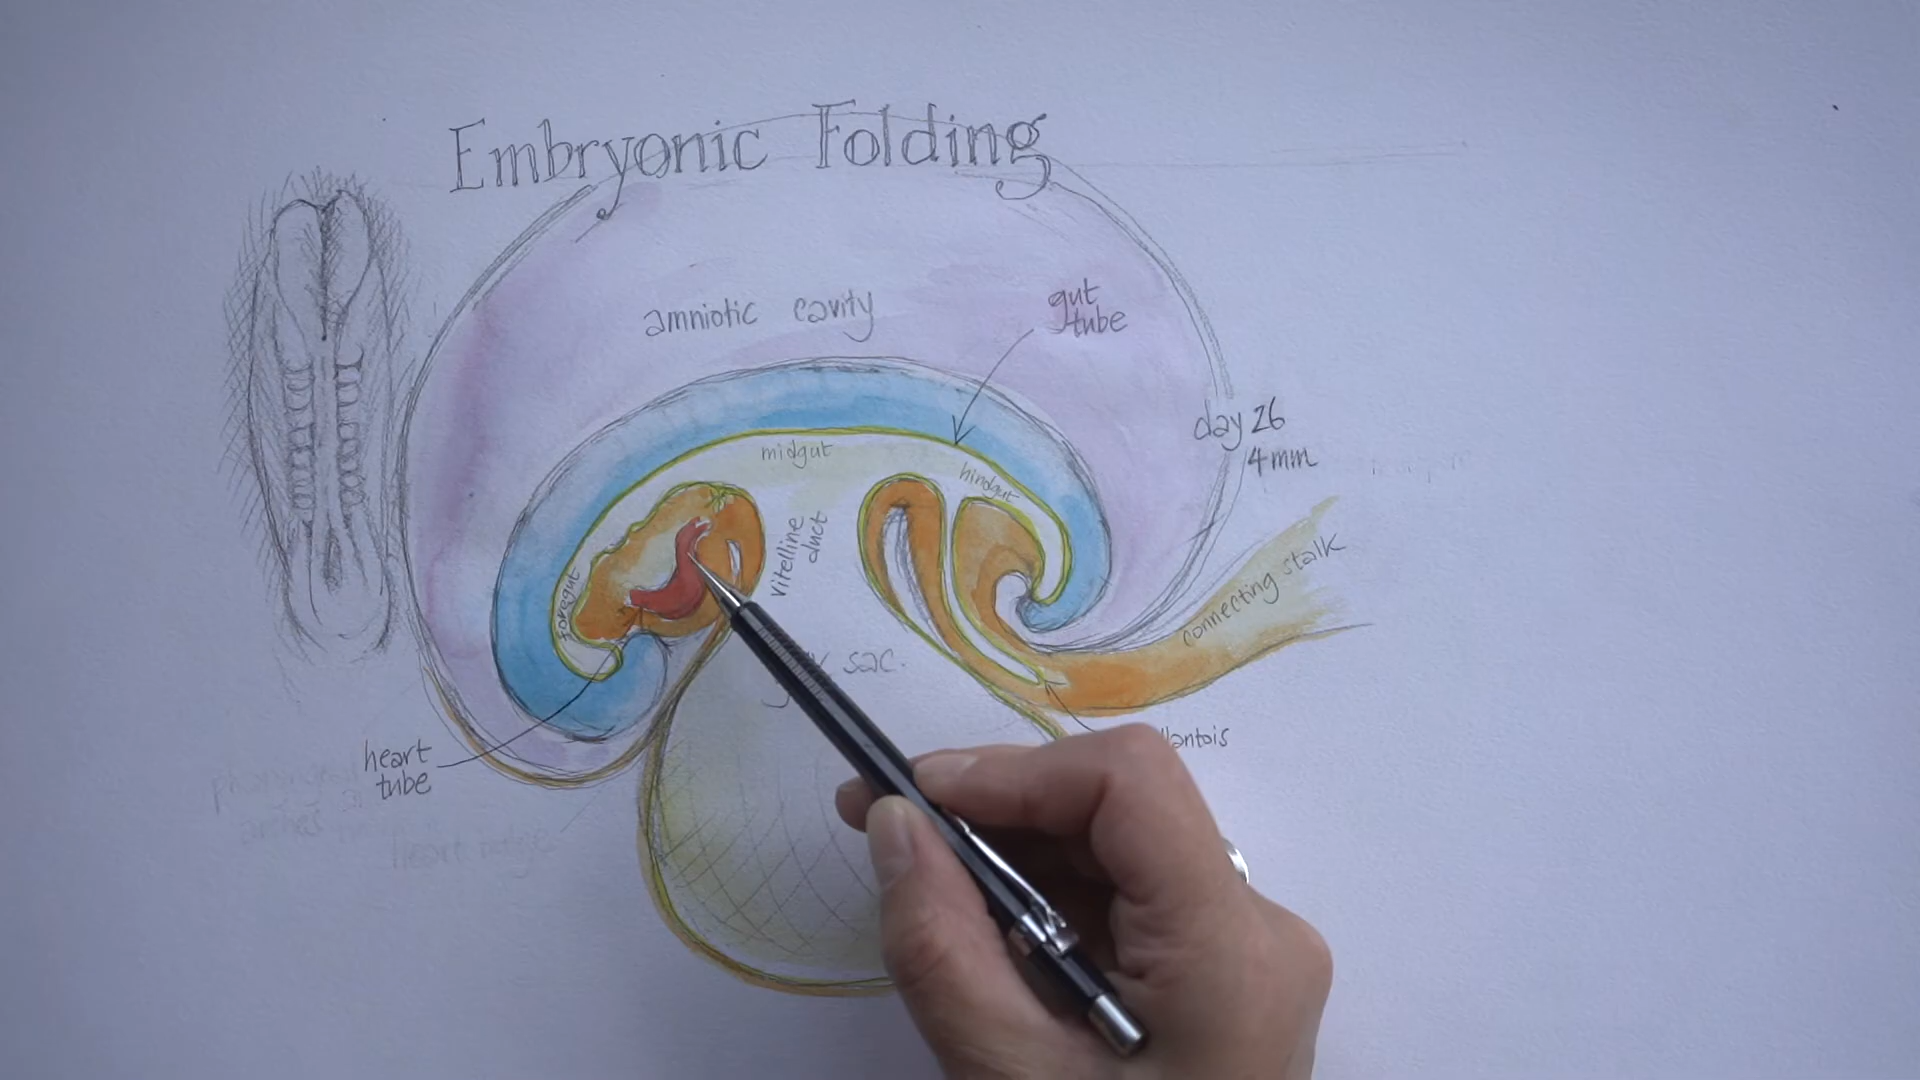 Embryonic Folding
amniotic cavity
gut
tube
day 26
4mm
midgut
hindgut
vitelline
duct
foregut
connecting stalk
sac.
heart
tube